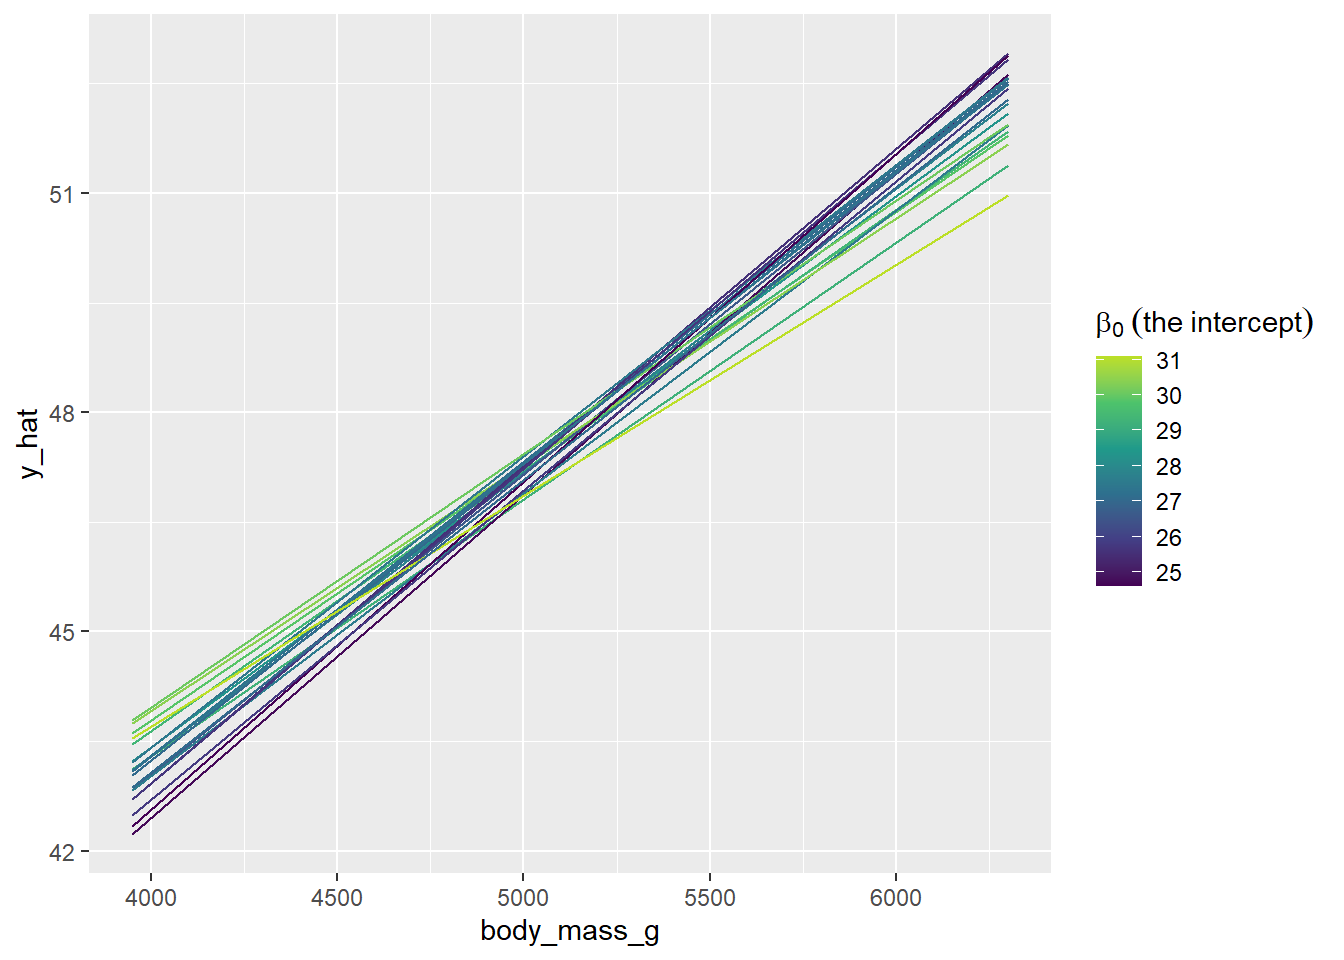 51
48
45
42
y_hat
4000 4500 5000 5500 6000
body_mass_g
β₀ (the intercept)
31
30
29
28
27
26
25